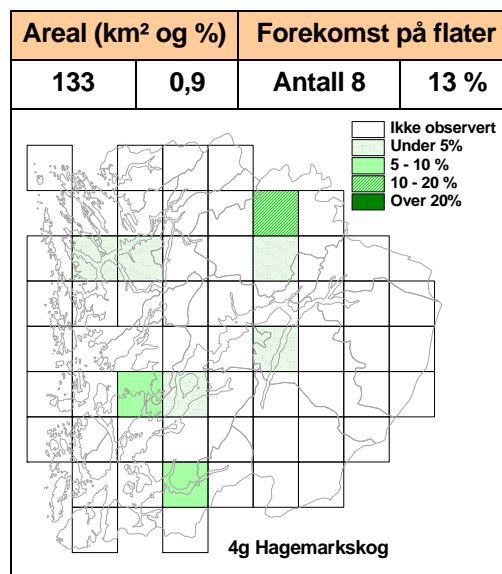 Areal (km² og %) Forekomst på flater
133 0,9 Antall 8 13 %
Ikke observert
Under 5%
5 - 10 %
10 - 20 %
Over 20%
4g Hagemarkskog